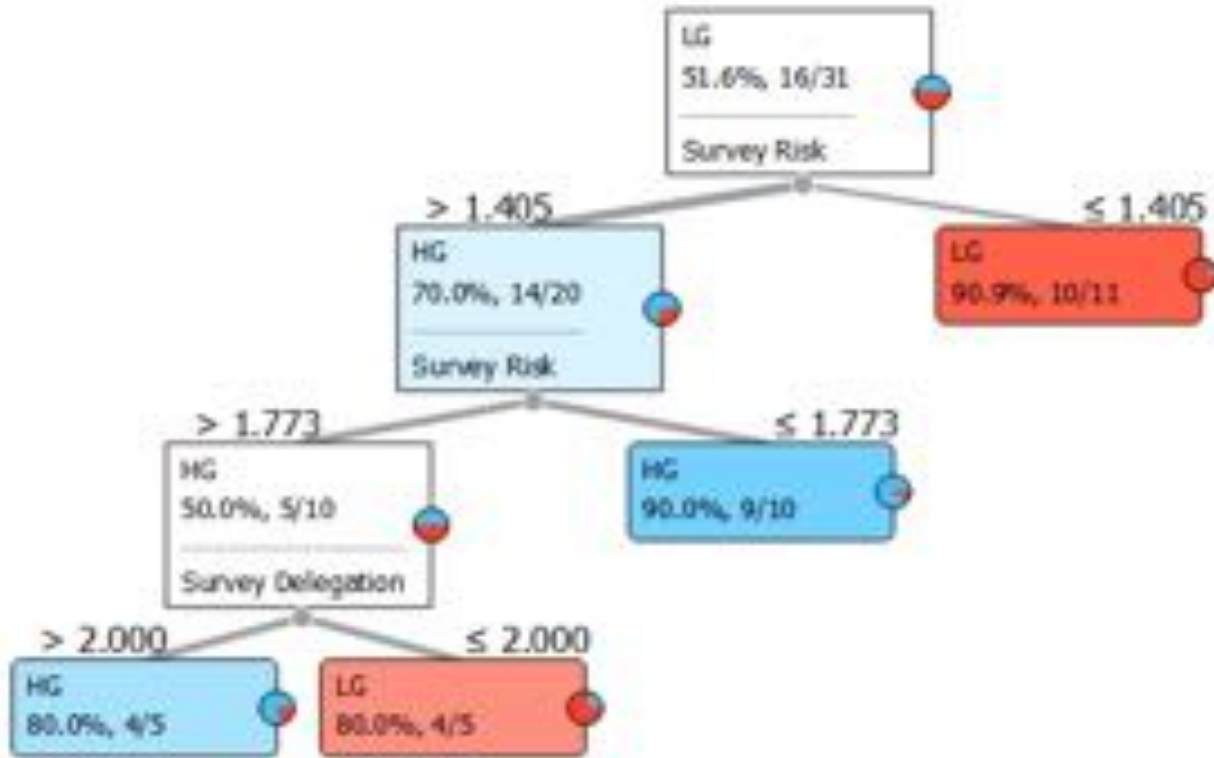 LG
51.6%, 16/31
Survey Risk
> 1.405
≤ 1.405
HG
70.0%, 14/20
Survey Risk
LG
90.9%, 10/11
> 1.773
≤ 1.773
HG
50.0%, 5/10
Survey Delegation
HG
90.0%, 9/10
> 2.000
≤ 2.000
HG
80.0%, 4/5
LG
80.0%, 4/5